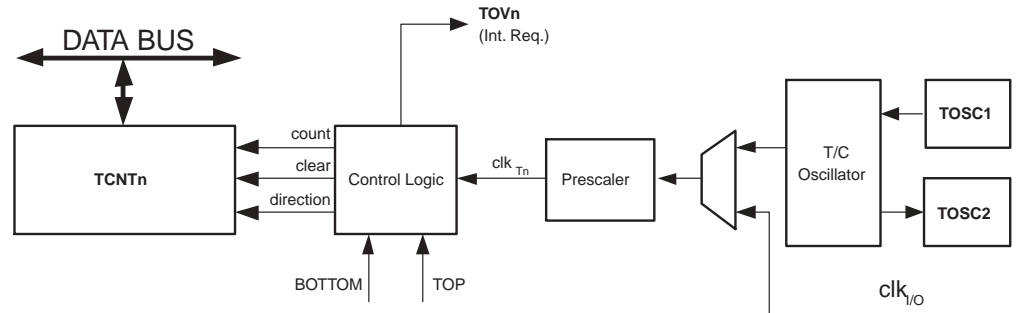 TOVn
(Int. Req.)
DATA BUS
TCNTn
count
clear
direction
Control Logic
clk Tn
Prescaler
T/C
Oscillator
TOSC1
TOSC2
BOTTOM
TOP
clkI/O